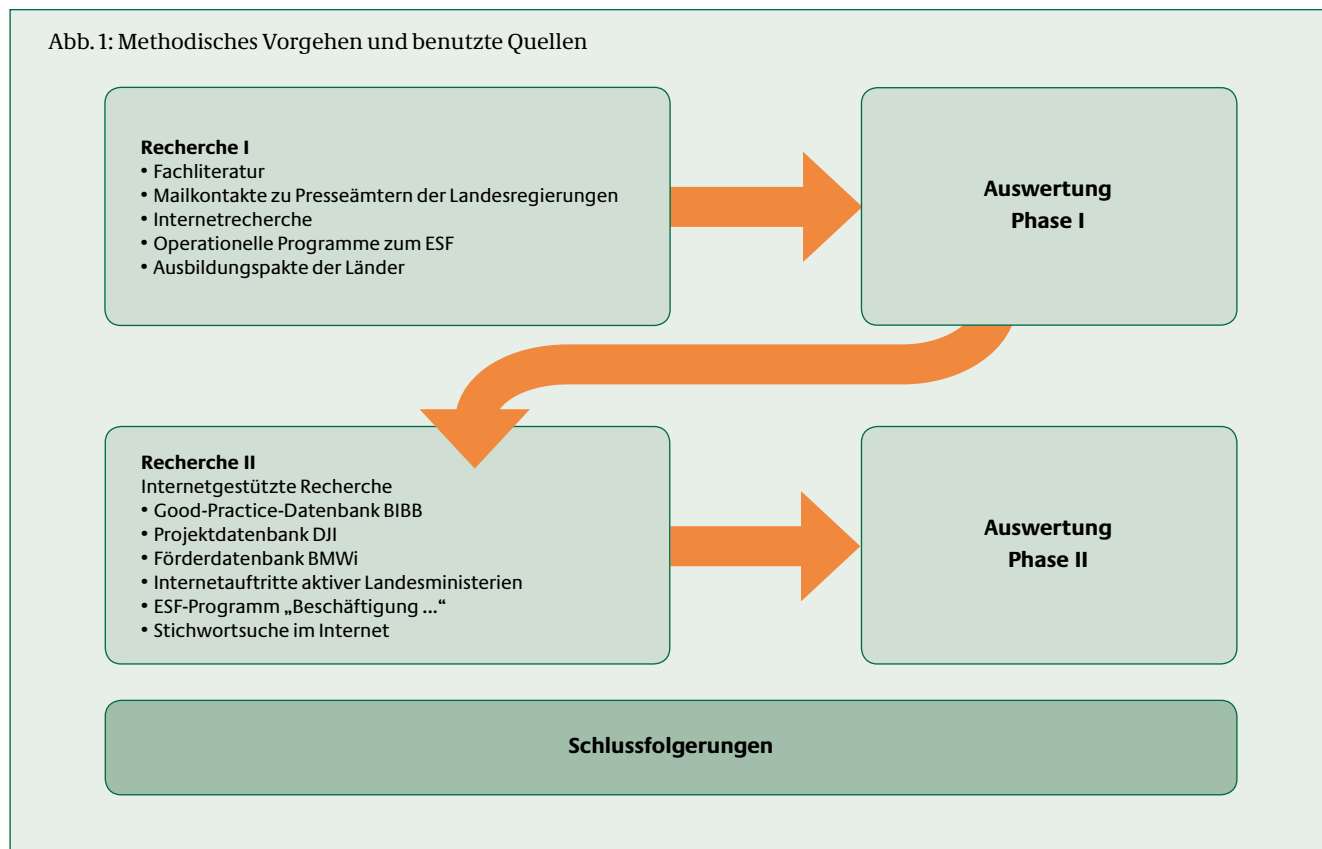 Abb. 1: Methodisches Vorgehen und benutzte Quellen
Recherche I
• Fachliteratur
• Mailkontakte zu Presseämtern der Landesregierungen
• Internetrecherche
• Operationelle Programme zum ESF
• Ausbildungspakte der Länder
Auswertung
Phase I
Recherche II
Internetgestützte Recherche
• Good-Practice-Datenbank BIBB
• Projektdatenbank DJI
• Förderdatenbank BMWi
• Internetauftritte aktiver Landesministerien
• ESF-Programm „Beschäftigung ...“
• Stichwortsuche im Internet
Auswertung
Phase II
Schlussfolgerungen